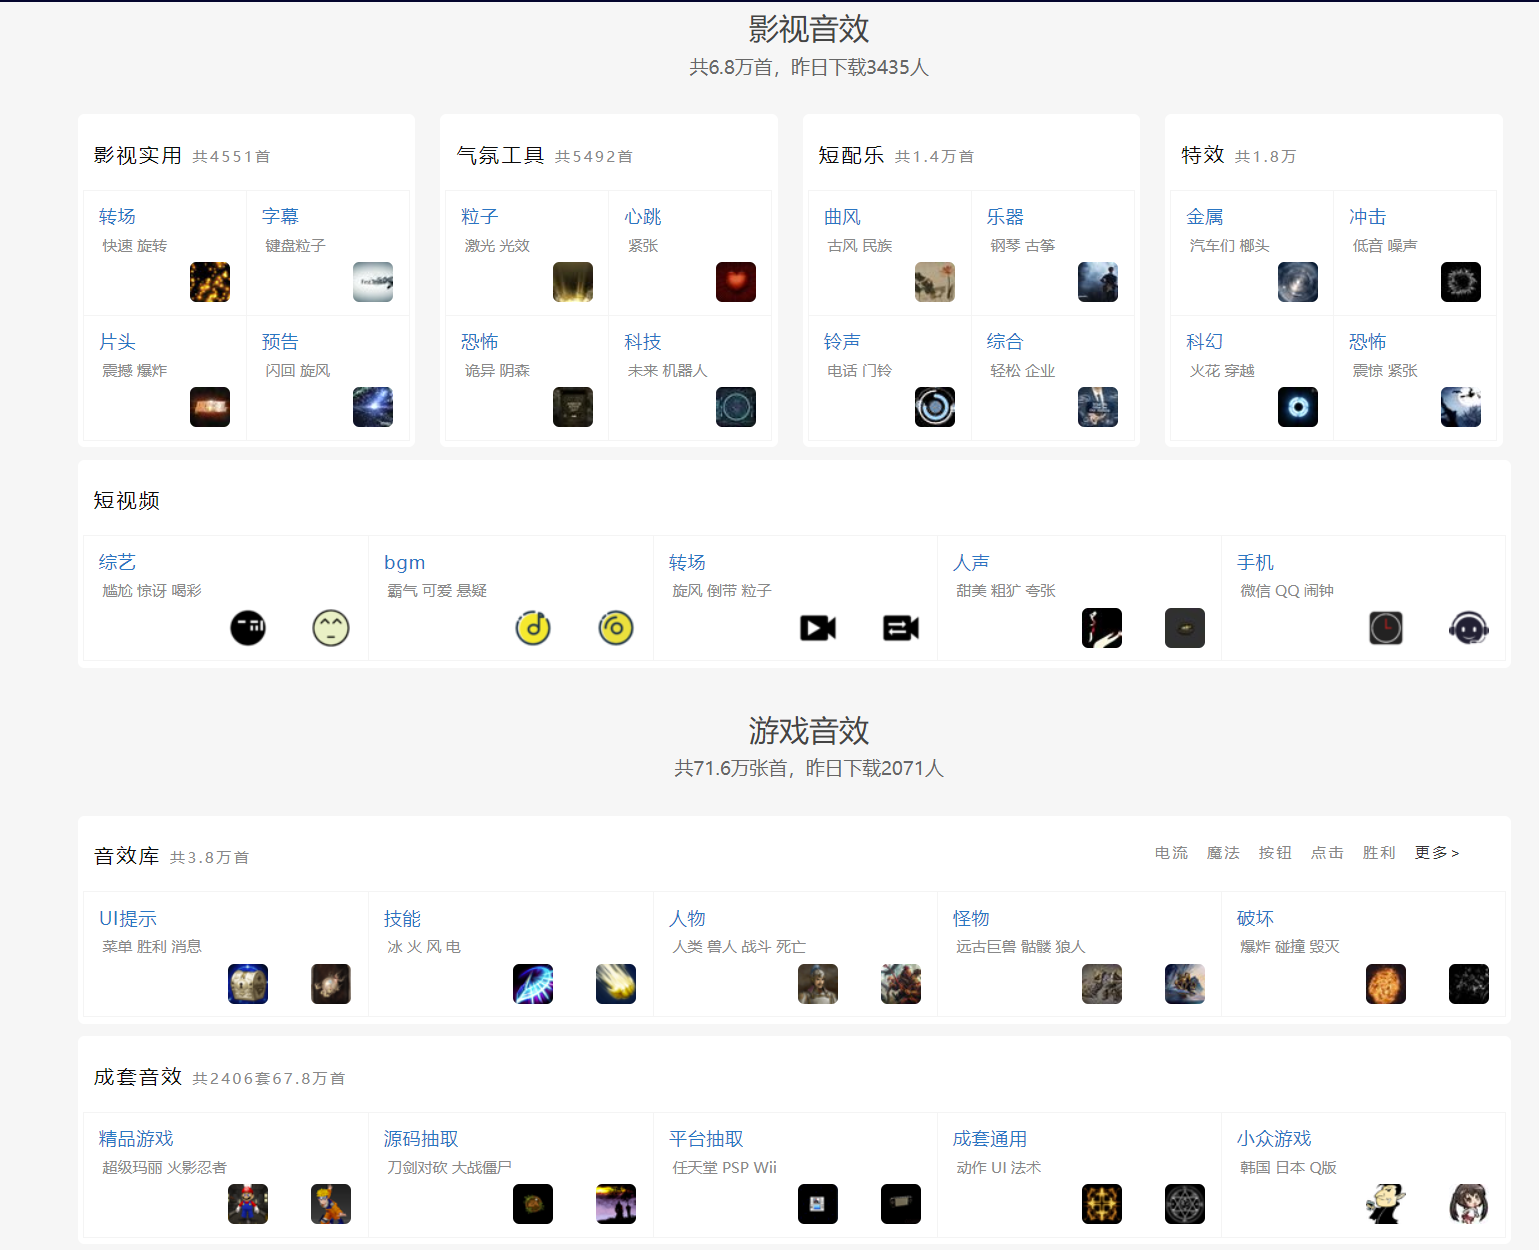 影视音效
共6.8万首，昨日下载3435人
影视实用 共4551首
转场
快速 旋转
字幕
键盘粒子
片头
震撼 爆炸
预告
闪回 旋风
气氛工具 共5492首
粒子
激光 光效
心跳
紧张
恐怖
诡异 阴森
科技
未来 机器人
短配乐 共1.4万首
曲风
古风 民族
乐器
钢琴 古筝
铃声
电话 门铃
综合
轻松 企业
特效 共1.8万
金属
汽车们 榔头
冲击
低音 噪声
科幻
火花 穿越
恐怖
震惊 紧张
短视频
综艺
尴尬 惊讶 喝彩
bgm
霸气 可爱 悬疑
转场
旋风 倒带 粒子
人声
甜美 粗犷 夸张
手机
微信 QQ 闹钟
游戏音效
共71.6万张首，昨日下载2071人
音效库 共3.8万首
电流 魔法 按钮 点击 胜利 更多>
UI提示
菜单 胜利 消息
技能
冰 火 风 电
人物
人类 兽人 战斗 死亡
怪物
远古巨兽 骷髅 狼人
破坏
爆炸 碰撞 毁灭
成套音效 共2406套67.8万首
精品游戏
超级玛丽 火影忍者
源码抽取
刀剑对砍 大战僵尸
平台抽取
任天堂 PSP Wii
成套通用
动作 UI 法术
小众游戏
韩国 日本 Q版